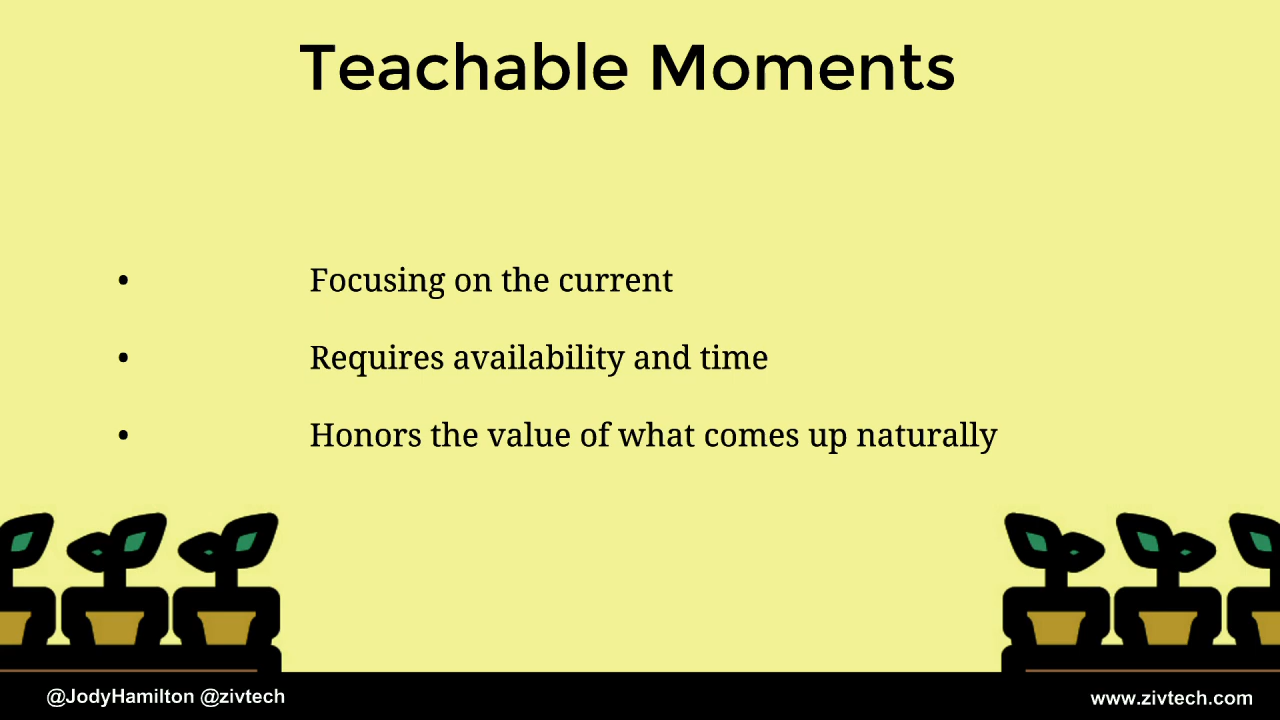 Teachable Moments
• Focusing on the current
• Requires availability and time
• Honors the value of what comes up naturally
@JodyHamilton @zivtech
www.zivtech.com